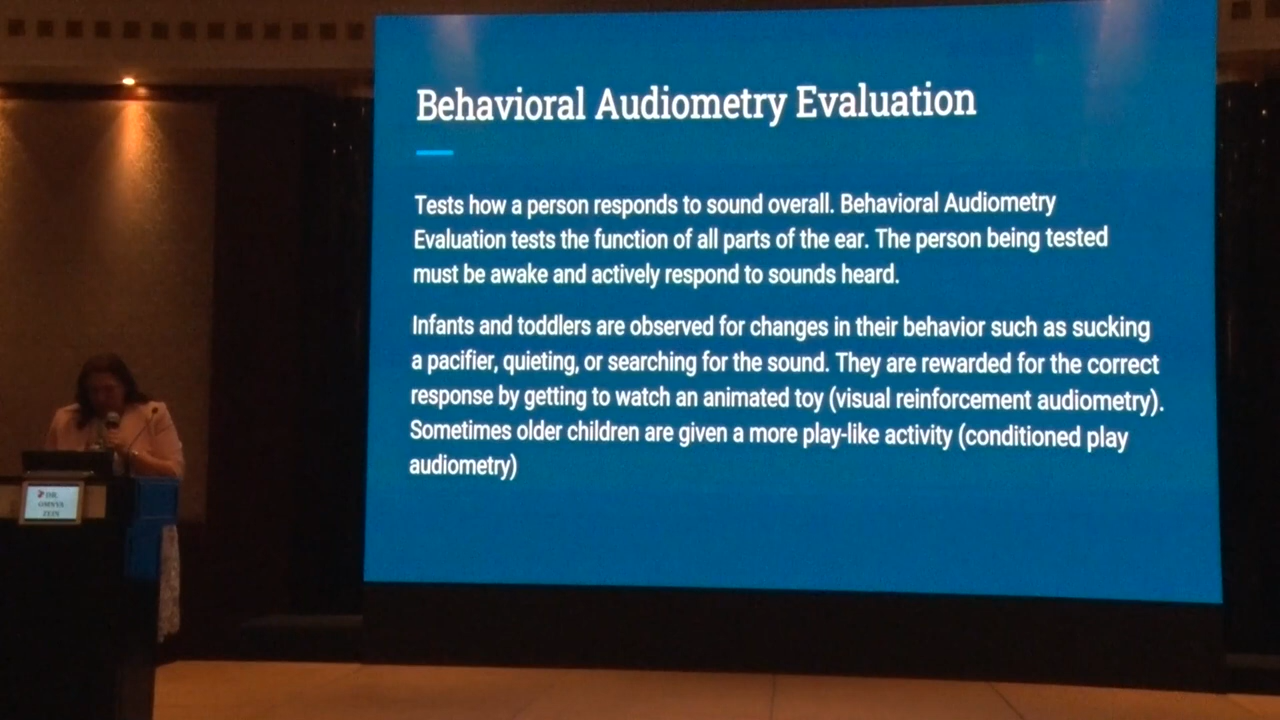 Behavioral Audiometry Evaluation
Tests how a person responds to sound overall. Behavioral Audiometry
Evaluation tests the function of all parts of the ear. The person being tested
must be awake and actively respond to sounds heard.
Infants and toddlers are observed for changes in their behavior such as sucking
a pacifier, quieting, or searching for the sound. They are rewarded for the correct
response by getting to watch an animated toy (visual reinforcement audiometry).
Sometimes older children are given a more play-like activity (conditioned play
audiometry)
DR.